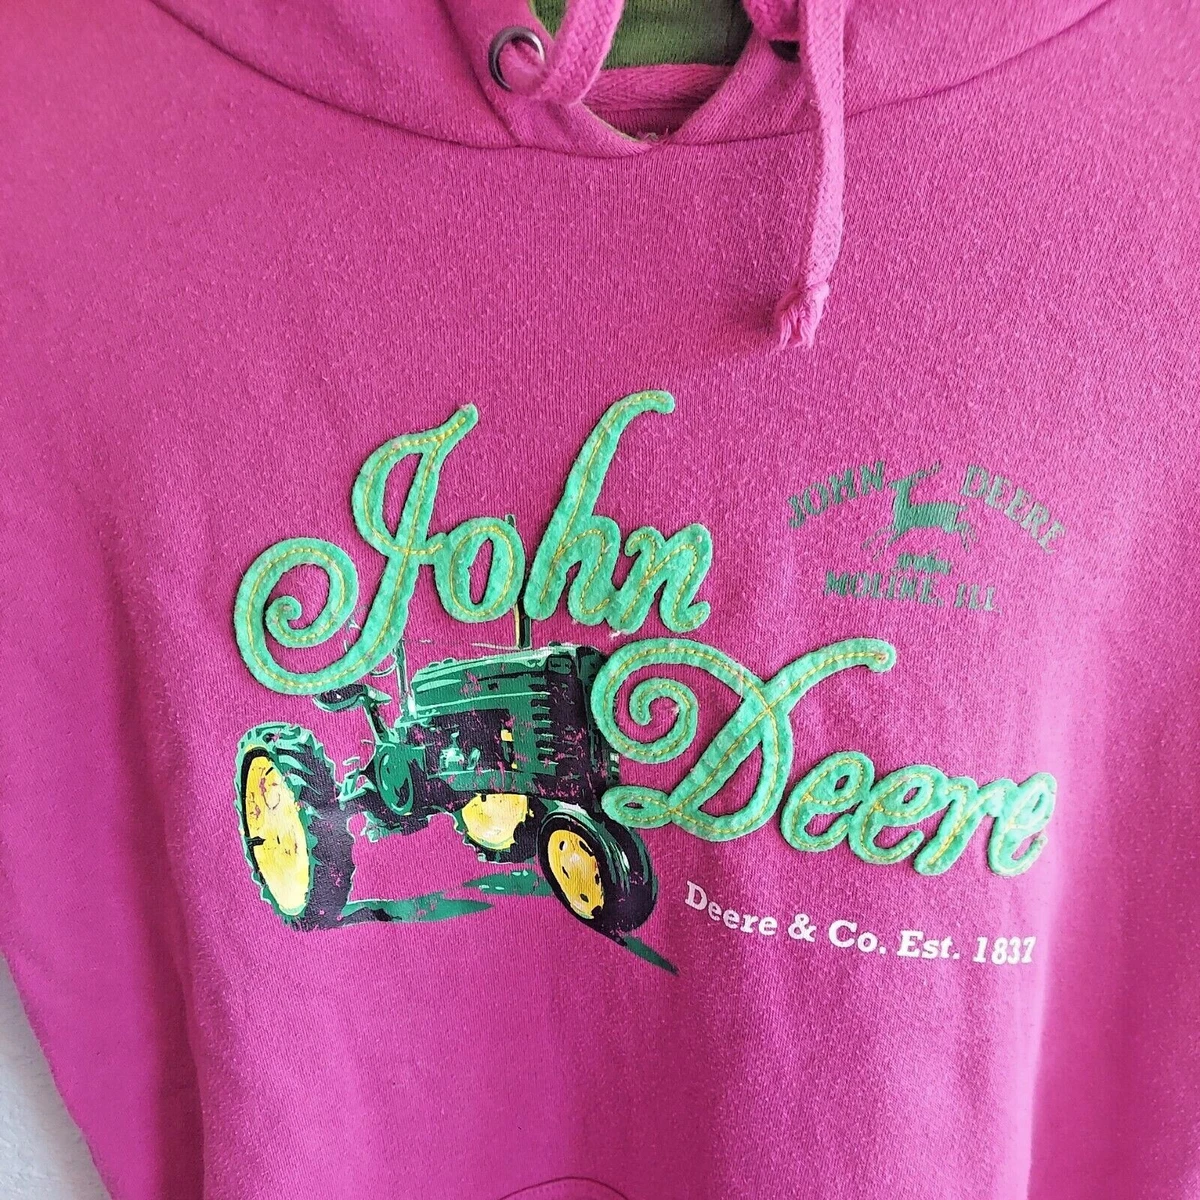 John
Deere
JOHN DEERE
MOLINE, ILL
Deere & Co. Est. 1837